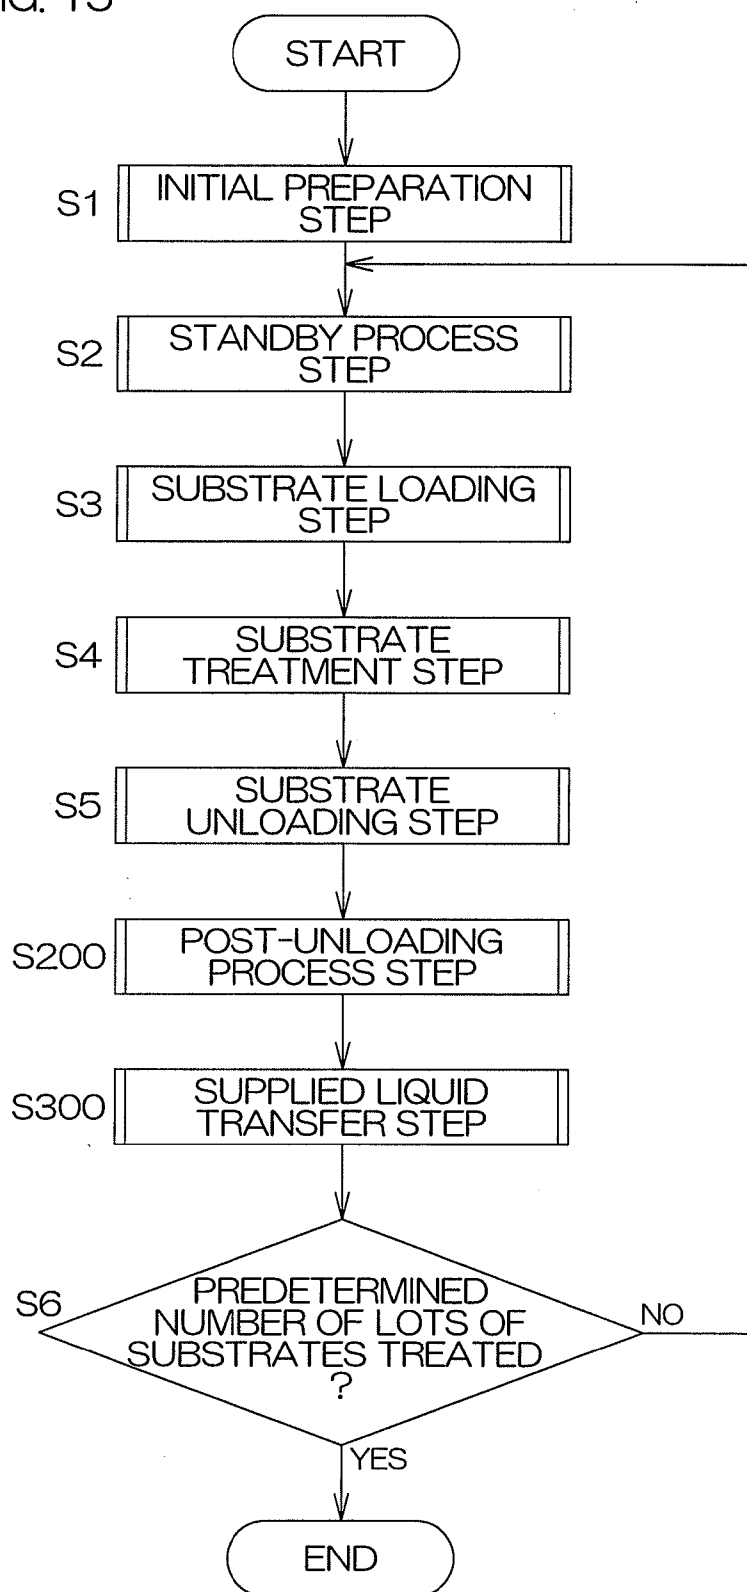 START
S1
INITIAL PREPARATION
STEP
S2
STANDBY PROCESS
STEP
S3
SUBSTRATE LOADING
STEP
S4
SUBSTRATE
TREATMENT STEP
S5
SUBSTRATE
UNLOADING STEP
S200
POST-UNLOADING
PROCESS STEP
S300
SUPPLIED LIQUID
TRANSFER STEP
S6
PREDETERMINED
NUMBER OF LOTS OF
SUBSTRATES TREATED
?
NO
YES
END